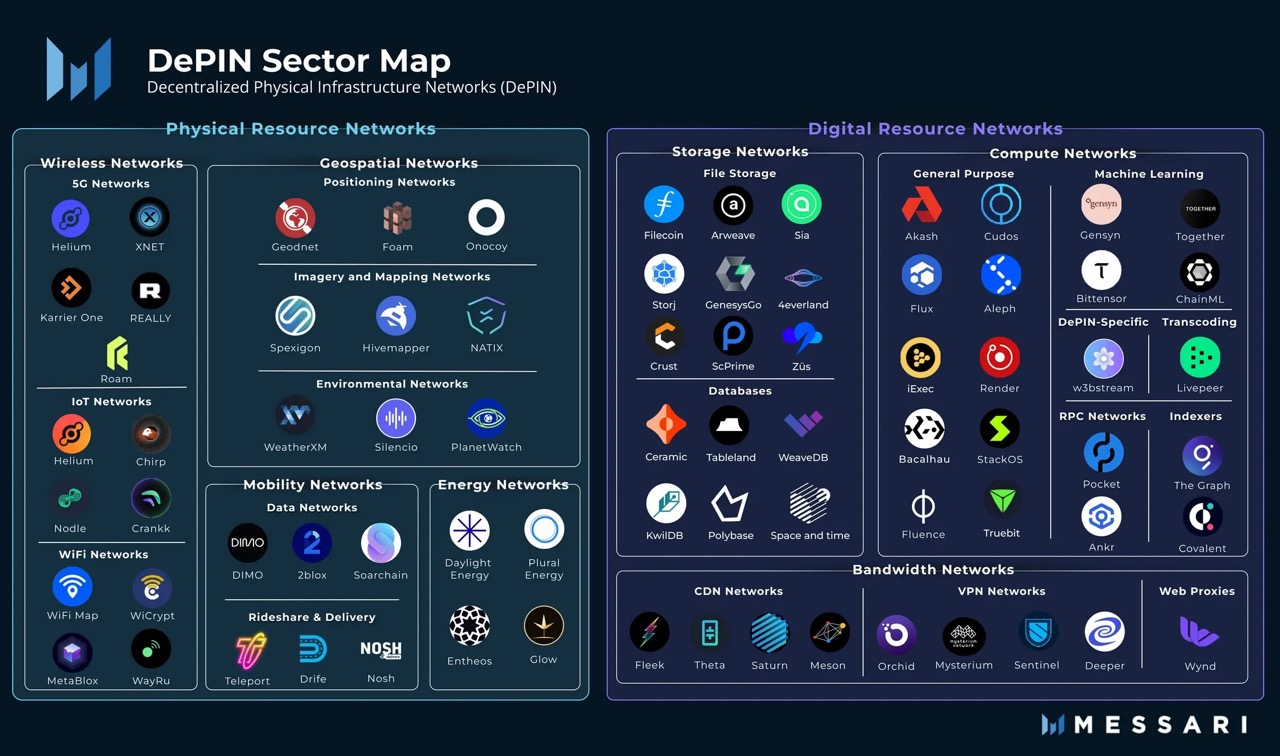 DePIN Sector Map
Decentralized Physical Infrastructure Networks (DePIN)
Physical Resource Networks
Wireless Networks
5G Networks
Helium
XNET
Karrier One
REALLY
Roam
IoT Networks
Helium
Chirp
Nodle
Crankk
WiFi Networks
WiFi Map
WiCrypt
MetaBlox
WayRu
Geospatial Networks
Positioning Networks
Geodnet
Foam
Onocoy
Imagery and Mapping Networks
Spexigon
Hivemapper
NATIX
Environmental Networks
WeatherXM
Silencio
PlanetWatch
Mobility Networks
Data Networks
DIMO
DIMO
2blox
Soarchain
Rideshare & Delivery
Teleport
Drife
NOSH
Nosh
Energy Networks
Daylight
Energy
Plural
Energy
Entheos
Glow
Digital Resource Networks
Storage Networks
File Storage
Filecoin
Arweave
Sia
Storj
GenesysGo
4everland
Crust
ScPrime
Züs
Databases
Ceramic
Tableland
WeaveDB
KwilDB
Polybase
Space and time
Compute Networks
General Purpose
Akash
Cudos
Flux
Aleph
iExec
Render
Bacalhau
StackOS
Fluence
Truebit
Machine Learning
gensyn
Gensyn
TOGETHER
Together
Bittensor
ChainML
DePIN-Specific
w3bstream
Transcoding
Livepeer
RPC Networks
Pocket
Ankr
Indexers
The Graph
Covalent
Bandwidth Networks
CDN Networks
Fleek
Theta
Saturn
Meson
VPN Networks
Orchid
mysterium
network
Mysterium
Sentinel
Deeper
Web Proxies
Wynd
MESSARI